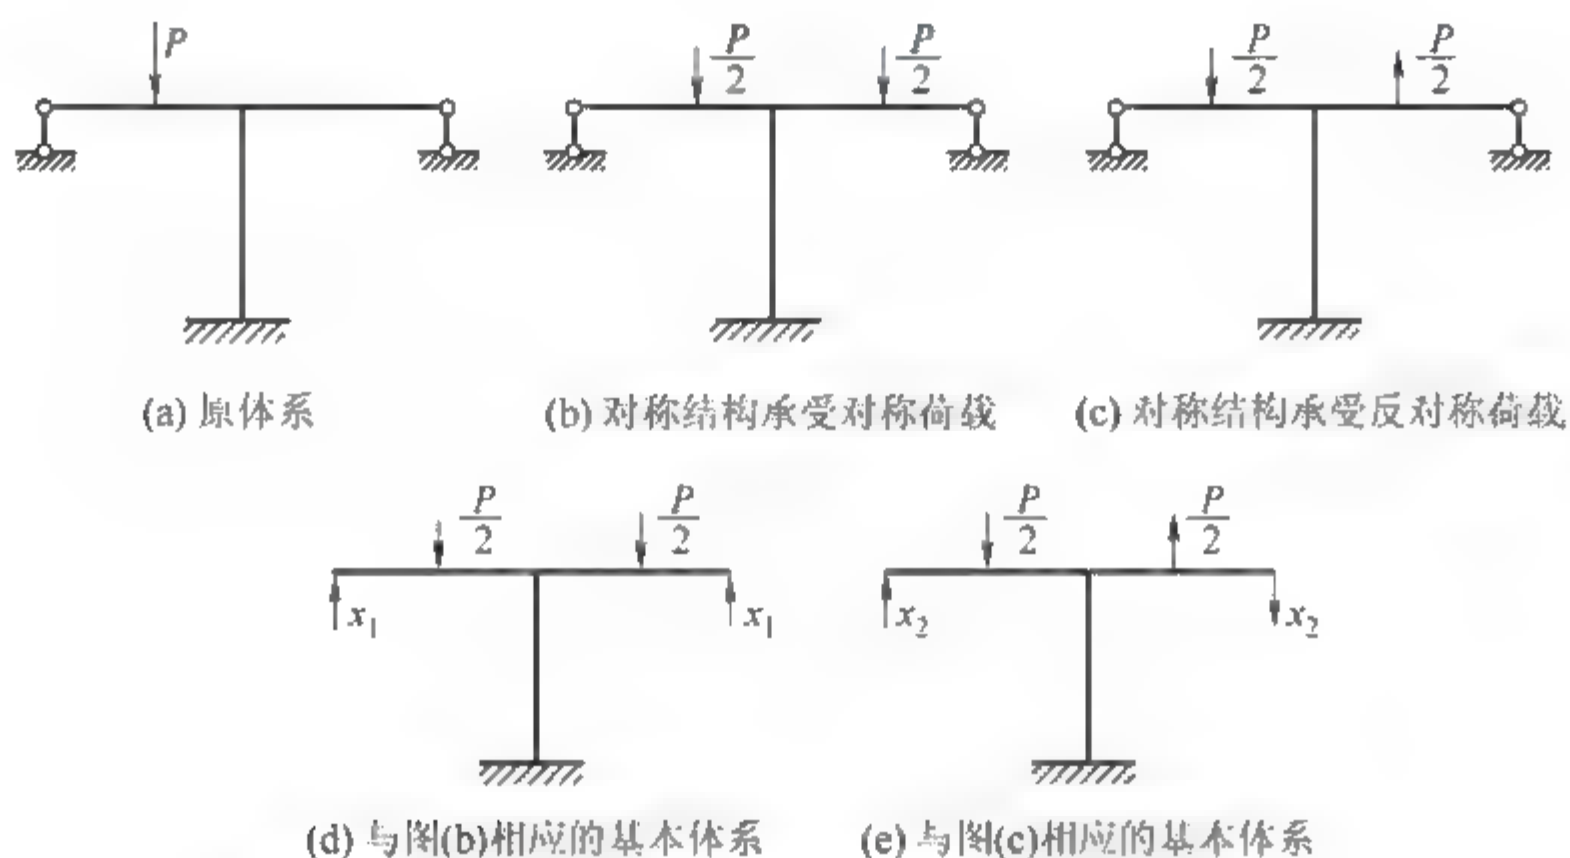 P
P/2 P/2
P/2 P/2
(a) 原体系
(b) 对称结构承受对称荷载
(c) 对称结构承受反对称荷载
P/2 P/2
x₁ x₁
P/2 P/2
x₂ x₂
(d) 与图(b)相应的基本体系
(e) 与图(c)相应的基本体系